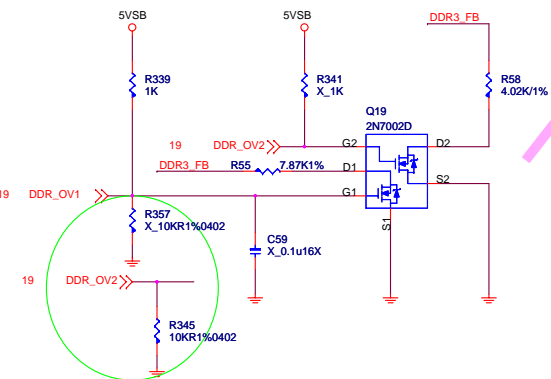 5VSB
5VSB
DDR3_FB
R339
1K
R341
X_1K
R58
4.02K/1%
Q19
2N7002D
19 DDR_OV2
G2
D2
DDR3_FB
R55
7.87K1%
D1
S2
19 DDR_OV1
G1
R357
X_10KR1%0402
S1
C59
X_0.1u16X
19 DDR_OV2
R345
10KR1%0402